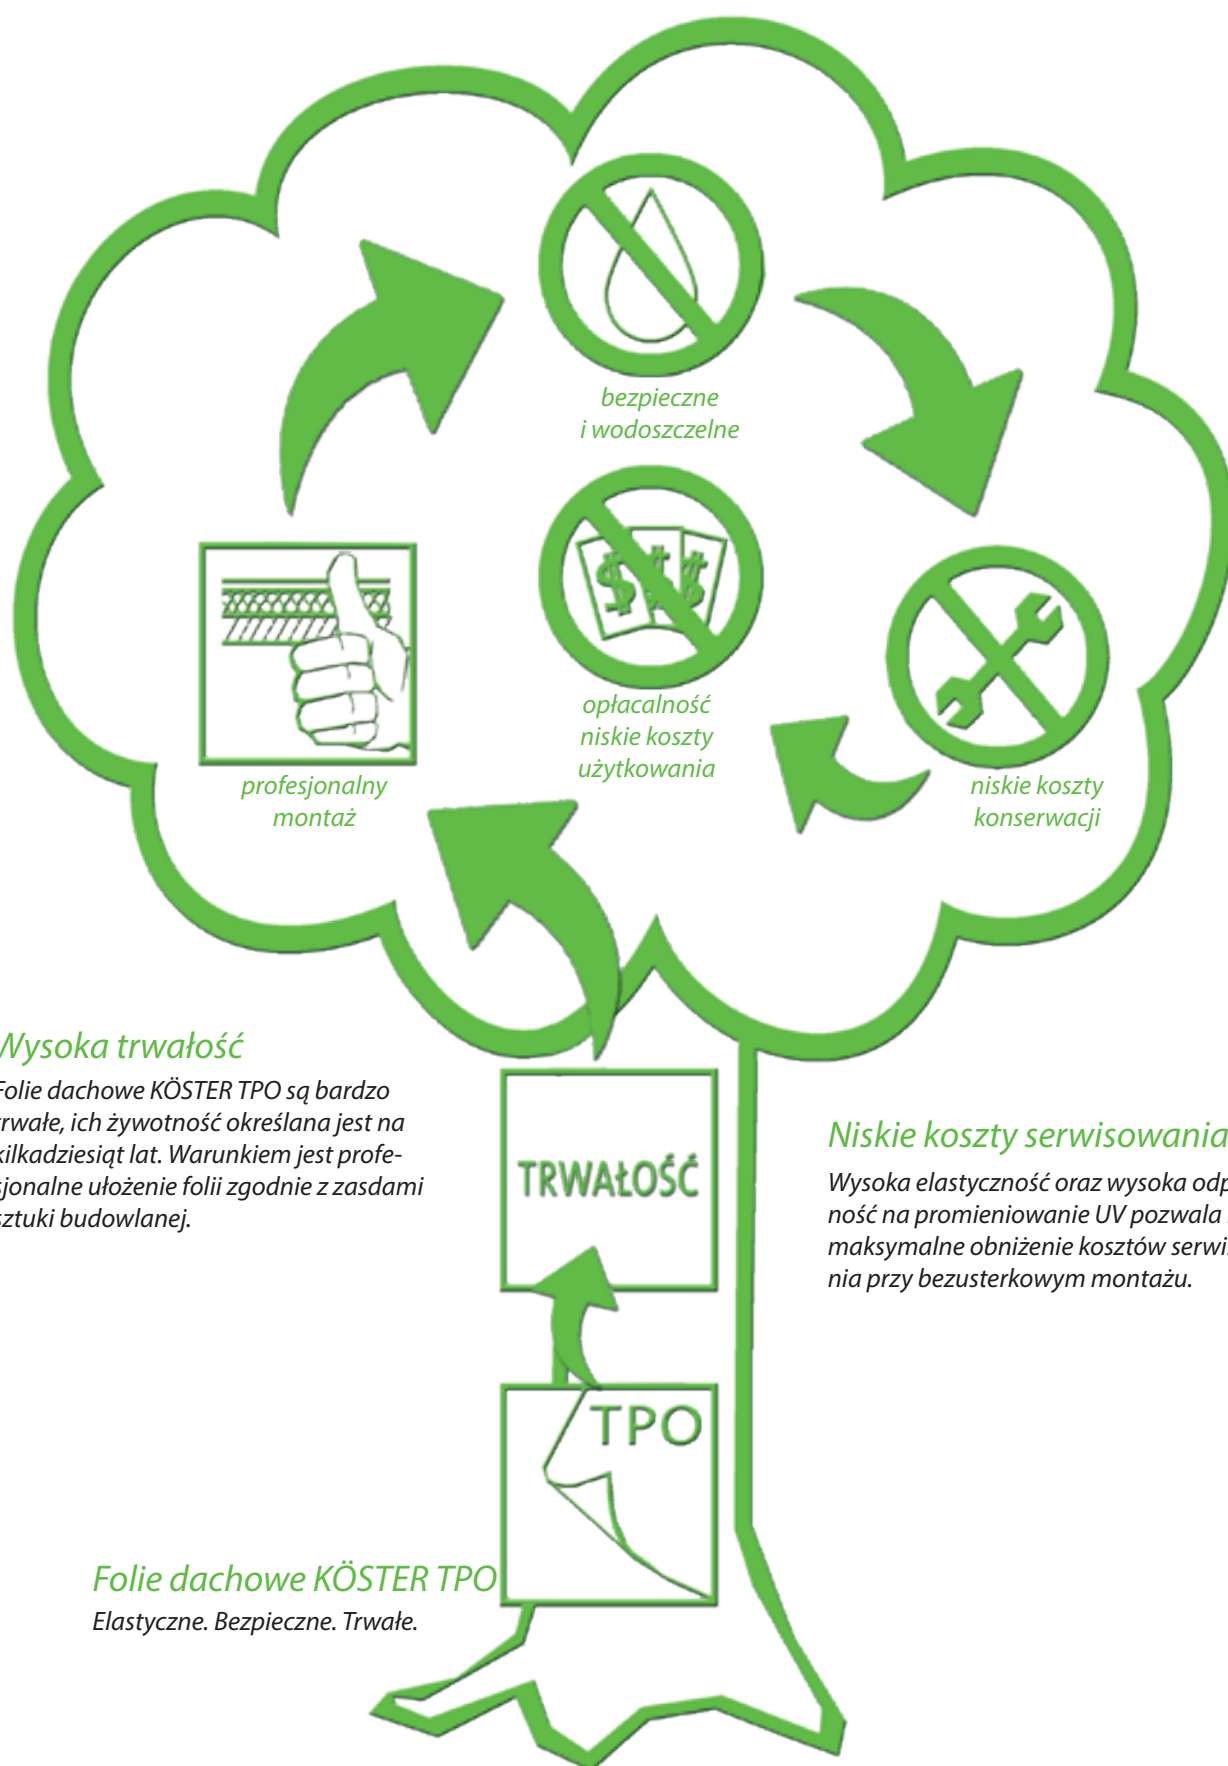 bezpieczne
i wodoszczelne
opłacalność
niskie koszty
użytkowania
profesjonalny
montaż
niskie koszty
konserwacji
Wysoka trwałość
Folie dachowe KÖSTER TPO są bardzo
trwałe, ich żywotność określana jest na
kilkadziesiąt lat. Warunkiem jest profe-
sjonalne ułożenie folii zgodnie z zasdami
sztuki budowlanej.
TRWAŁOŚĆ
Niskie koszty serwisowania
Wysoka elastyczność oraz wysoka odp
ność na promieniowanie UV pozwala
maksymalne obniżenie kosztów serwis
nia przy bezusterkowym montażu.
TPO
Folie dachowe KÖSTER TPO
Elastyczne. Bezpieczne. Trwałe.